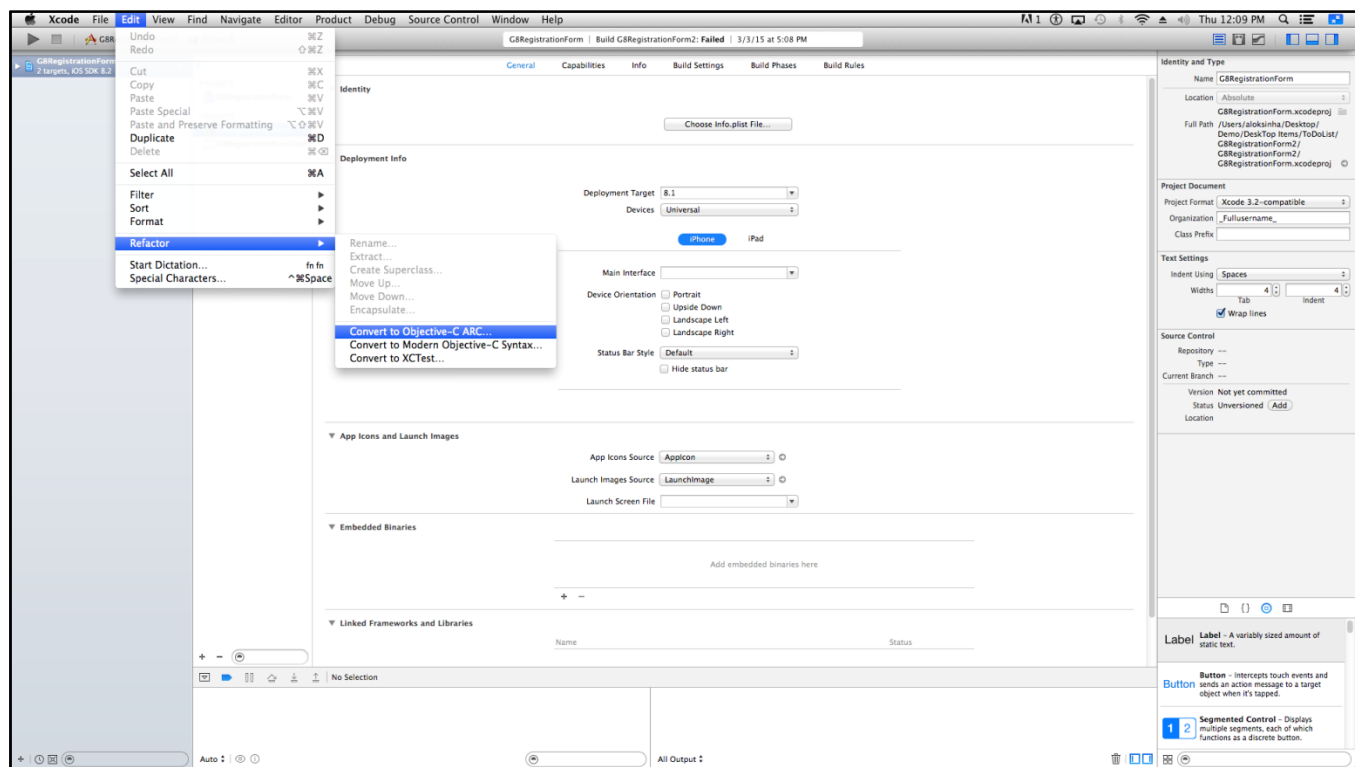 Xcode File Edit View Find Navigate Editor Product Debug Source Control Window Help
1 Thu 12:09 PM
G8R
G8RegistrationForm | Build G8RegistrationForm2: Failed | 3/3/15 at 5:08 PM
G8RegistrationForm
2 targets, iOS SDK 8.2
Undo ⌘Z
Redo ⇧⌘Z
Cut ⌘X
Copy ⌘C
Paste ⌘V
Paste Special ⌥⌘V
Paste and Preserve Formatting ⌥⇧⌘V
Duplicate ⌘D
Delete ⌘⌫
Select All ⌘A
Filter
Sort
Format
Refactor
Start Dictation... fn fn
Special Characters... ^⌘Space
Rename...
Extract...
Create Superclass...
Move Up...
Move Down...
Encapsulate...
Convert to Objective-C ARC...
Convert to Modern Objective-C Syntax...
Convert to XCTest...
General Capabilities Info Build Settings Build Phases Build Rules
Identity
Choose Info.plist File...
Deployment Info
Deployment Target 8.1
Devices Universal
iPhone iPad
Main Interface
Device Orientation Portrait
Upside Down
Landscape Left
Landscape Right
Status Bar Style Default
Hide status bar
App Icons and Launch Images
App Icons Source AppIcon
Launch Images Source LaunchImage
Launch Screen File
Embedded Binaries
Add embedded binaries here
+ −
Linked Frameworks and Libraries
Name Status
+ −
No Selection
Auto
All Output
Identity and Type
Name G8RegistrationForm
Location Absolute
G8RegistrationForm.xcodeproj
Full Path /Users/aloksinha/Desktop/
Demo/DeskTop Items/ToDoList/
G8RegistrationForm2/
G8RegistrationForm2/
G8RegistrationForm.xcodeproj
Project Document
Project Format Xcode 3.2-compatible
Organization _Fullusername_
Class Prefix
Text Settings
Indent Using Spaces
Widths 4 4
Tab Indent
Wrap lines
Source Control
Repository --
Type --
Current Branch --
Version Not yet committed
Status Unversioned Add
Location
Label Label - A variably sized amount of
static text.
Button Button - Intercepts touch events and
sends an action message to a target
object when it's tapped.
1 2 Segmented Control - Displays
multiple segments, each of which
functions as a discrete button.